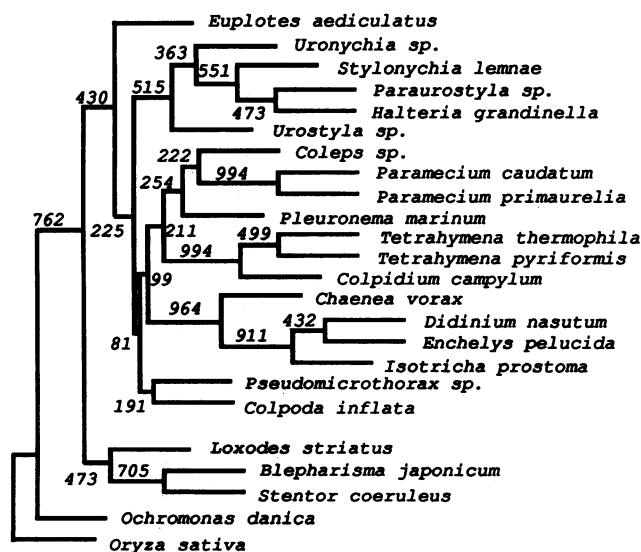 Euplotes aediculatus
Uronychia sp.
363
551
Stylonychia lemnae
Paraurostyla sp.
515
430
473
Halteria grandinella
Urostyla sp.
222
Coleps sp.
994
Paramecium caudatum
254
Paramecium primaurelia
762
Pleuronema marinum
225
211
499
Tetrahymena thermophila
994
Tetrahymena pyriformis
99
Colpidium campylum
Chaenea vorax
964
432
Didinium nasutum
911
81
Enchelys pelucida
Isotricha prostoma
Pseudomicrothorax sp.
191
Colpoda inflata
Loxodes striatus
473
705
Blepharisma japonicum
Stentor coeruleus
Ochromonas danica
Oryza sativa